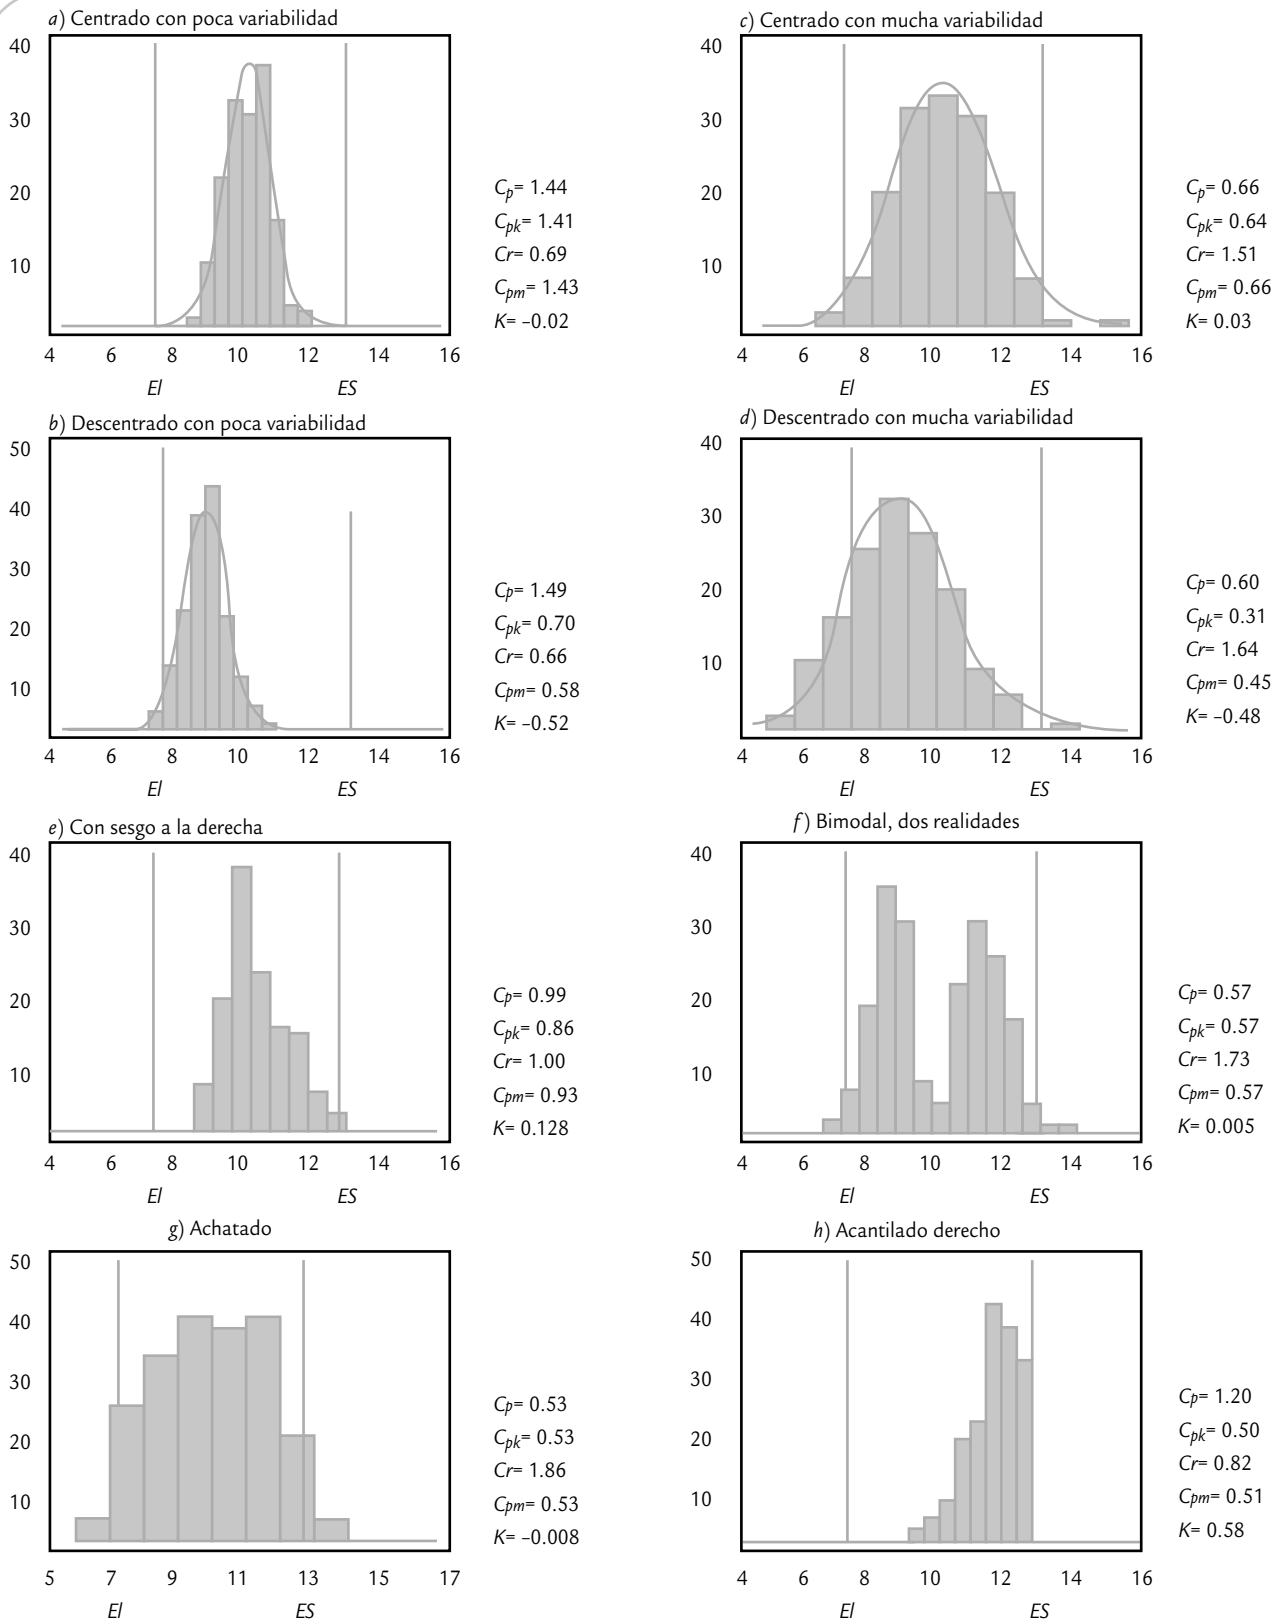 a) Centrado con poca variabilidad
40
30
20
10
4 6 8 10 12 14 16
EI ES
Cp= 1.44
Cpk= 1.41
Cr= 0.69
Cpm= 1.43
K= –0.02
c) Centrado con mucha variabilidad
40
30
20
10
4 6 8 10 12 14 16
EI ES
Cp= 0.66
Cpk= 0.64
Cr= 1.51
Cpm= 0.66
K= 0.03
b) Descentrado con poca variabilidad
50
40
30
20
10
4 6 8 10 12 14 16
EI ES
Cp= 1.49
Cpk= 0.70
Cr= 0.66
Cpm= 0.58
K= –0.52
d) Descentrado con mucha variabilidad
40
30
20
10
4 6 8 10 12 14 16
EI ES
Cp= 0.60
Cpk= 0.31
Cr= 1.64
Cpm= 0.45
K= –0.48
e) Con sesgo a la derecha
40
30
20
10
4 6 8 10 12 14 16
EI ES
Cp= 0.99
Cpk= 0.86
Cr= 1.00
Cpm= 0.93
K= 0.128
f) Bimodal, dos realidades
40
30
20
10
4 6 8 10 12 14 16
EI ES
Cp= 0.57
Cpk= 0.57
Cr= 1.73
Cpm= 0.57
K= 0.005
g) Achatado
50
40
30
20
10
5 7 9 11 13 15 17
EI ES
Cp= 0.53
Cpk= 0.53
Cr= 1.86
Cpm= 0.53
K= –0.008
h) Acantilado derecho
50
40
30
20
10
4 6 8 10 12 14 16
EI ES
Cp= 1.20
Cpk= 0.50
Cr= 0.82
Cpm= 0.51
K= 0.58